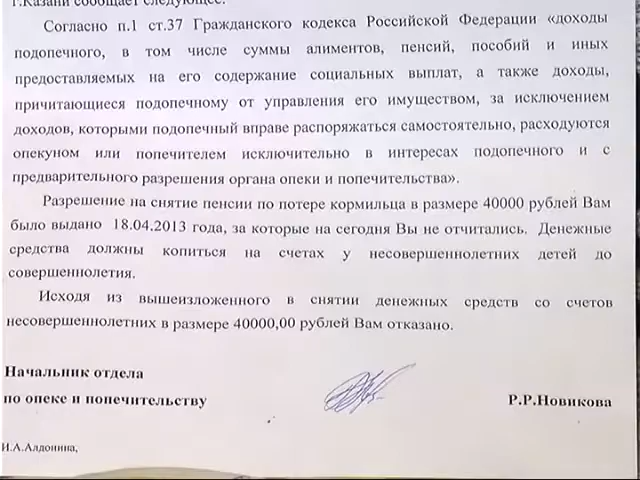 г.Казани сообщает следующее.
Согласно п.1 ст.37 Гражданского кодекса Российской Федерации «доходы
подопечного, в том числе суммы алиментов, пенсий, пособий и иных
предоставляемых на его содержание социальных выплат, а также доходы,
причитающиеся подопечному от управления его имуществом, за исключением
доходов, которыми подопечный вправе распоряжаться самостоятельно, расходуются
опекуном или попечителем исключительно в интересах подопечного и с
предварительного разрешения органа опеки и попечительства».
Разрешение на снятие пенсии по потере кормильца в размере 40000 рублей Вам
было выдано 18.04.2013 года, за которые на сегодня Вы не отчитались. Денежные
средства должны копиться на счетах у несовершеннолетних детей до
совершеннолетия.
Исходя из вышеизложенного в снятии денежных средств со счетов
несовершеннолетних в размере 40000,00 рублей Вам отказано.
Начальник отдела
по опеке и попечительству Р.Р.Новикова
И.А.Алдонина,